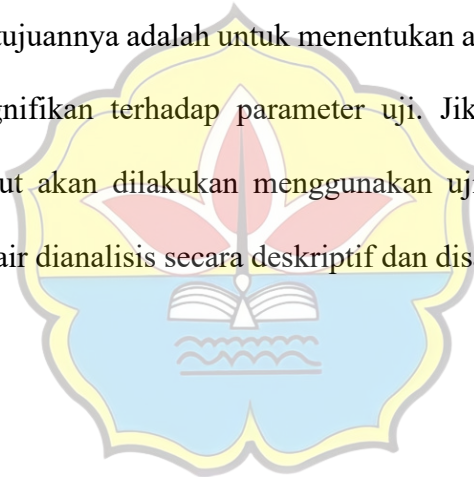 tujuannya adalah untuk menentukan a
gnifikan terhadap parameter uji. Jik
ut akan dilakukan menggunakan uji
air dianalisis secara deskriptif dan dis